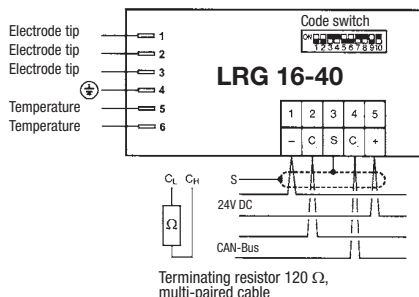 Code switch
ON
1 2 3 4 5 6 7 8 9 10
Electrode tip 1
Electrode tip 2
Electrode tip 3
4
Temperature 5
Temperature 6
LRG 16-40
1 2 3 4 5
– C S C +
CL CH S
24V DC
Ω
CAN-Bus
Terminating resistor 120 Ω,
multi-paired cable